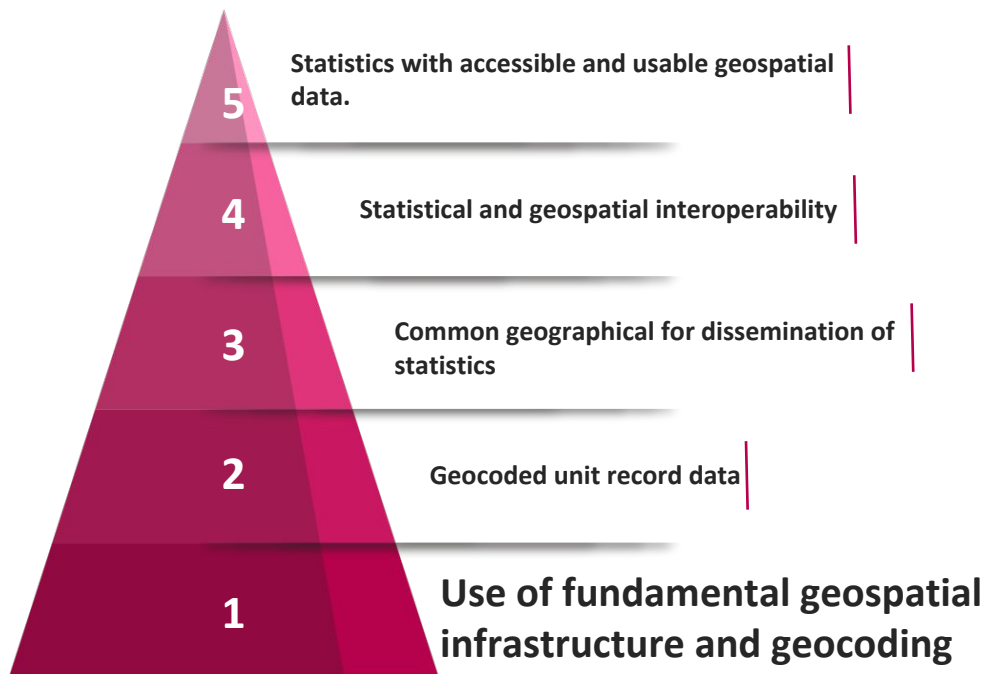 5
Statistics with accessible and usable geospatial
data.
4
Statistical and geospatial interoperability
3
Common geographical for dissemination of
statistics
2
Geocoded unit record data
1
Use of fundamental geospatial
infrastructure and geocoding